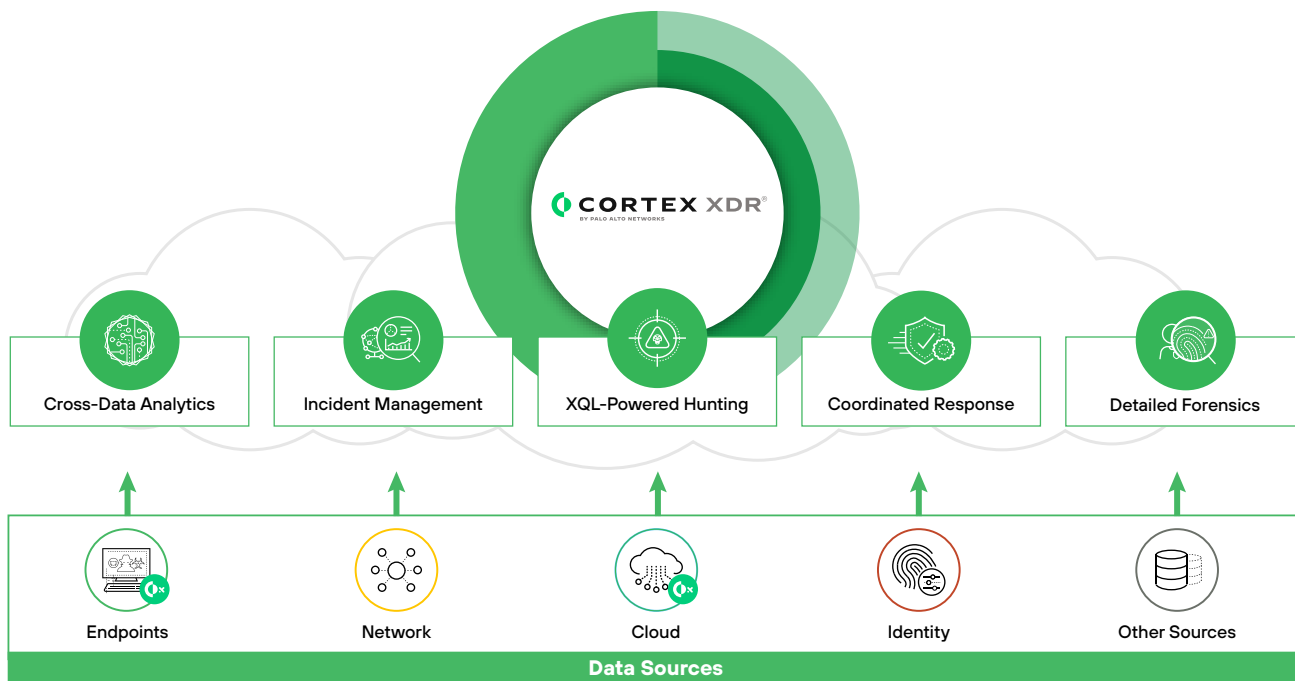 CORTEX XDR®
BY PALO ALTO NETWORKS
Cross-Data Analytics
Incident Management
XQL-Powered Hunting
Coordinated Response
Detailed Forensics
Endpoints
Network
Cloud
Identity
Other Sources
Data Sources